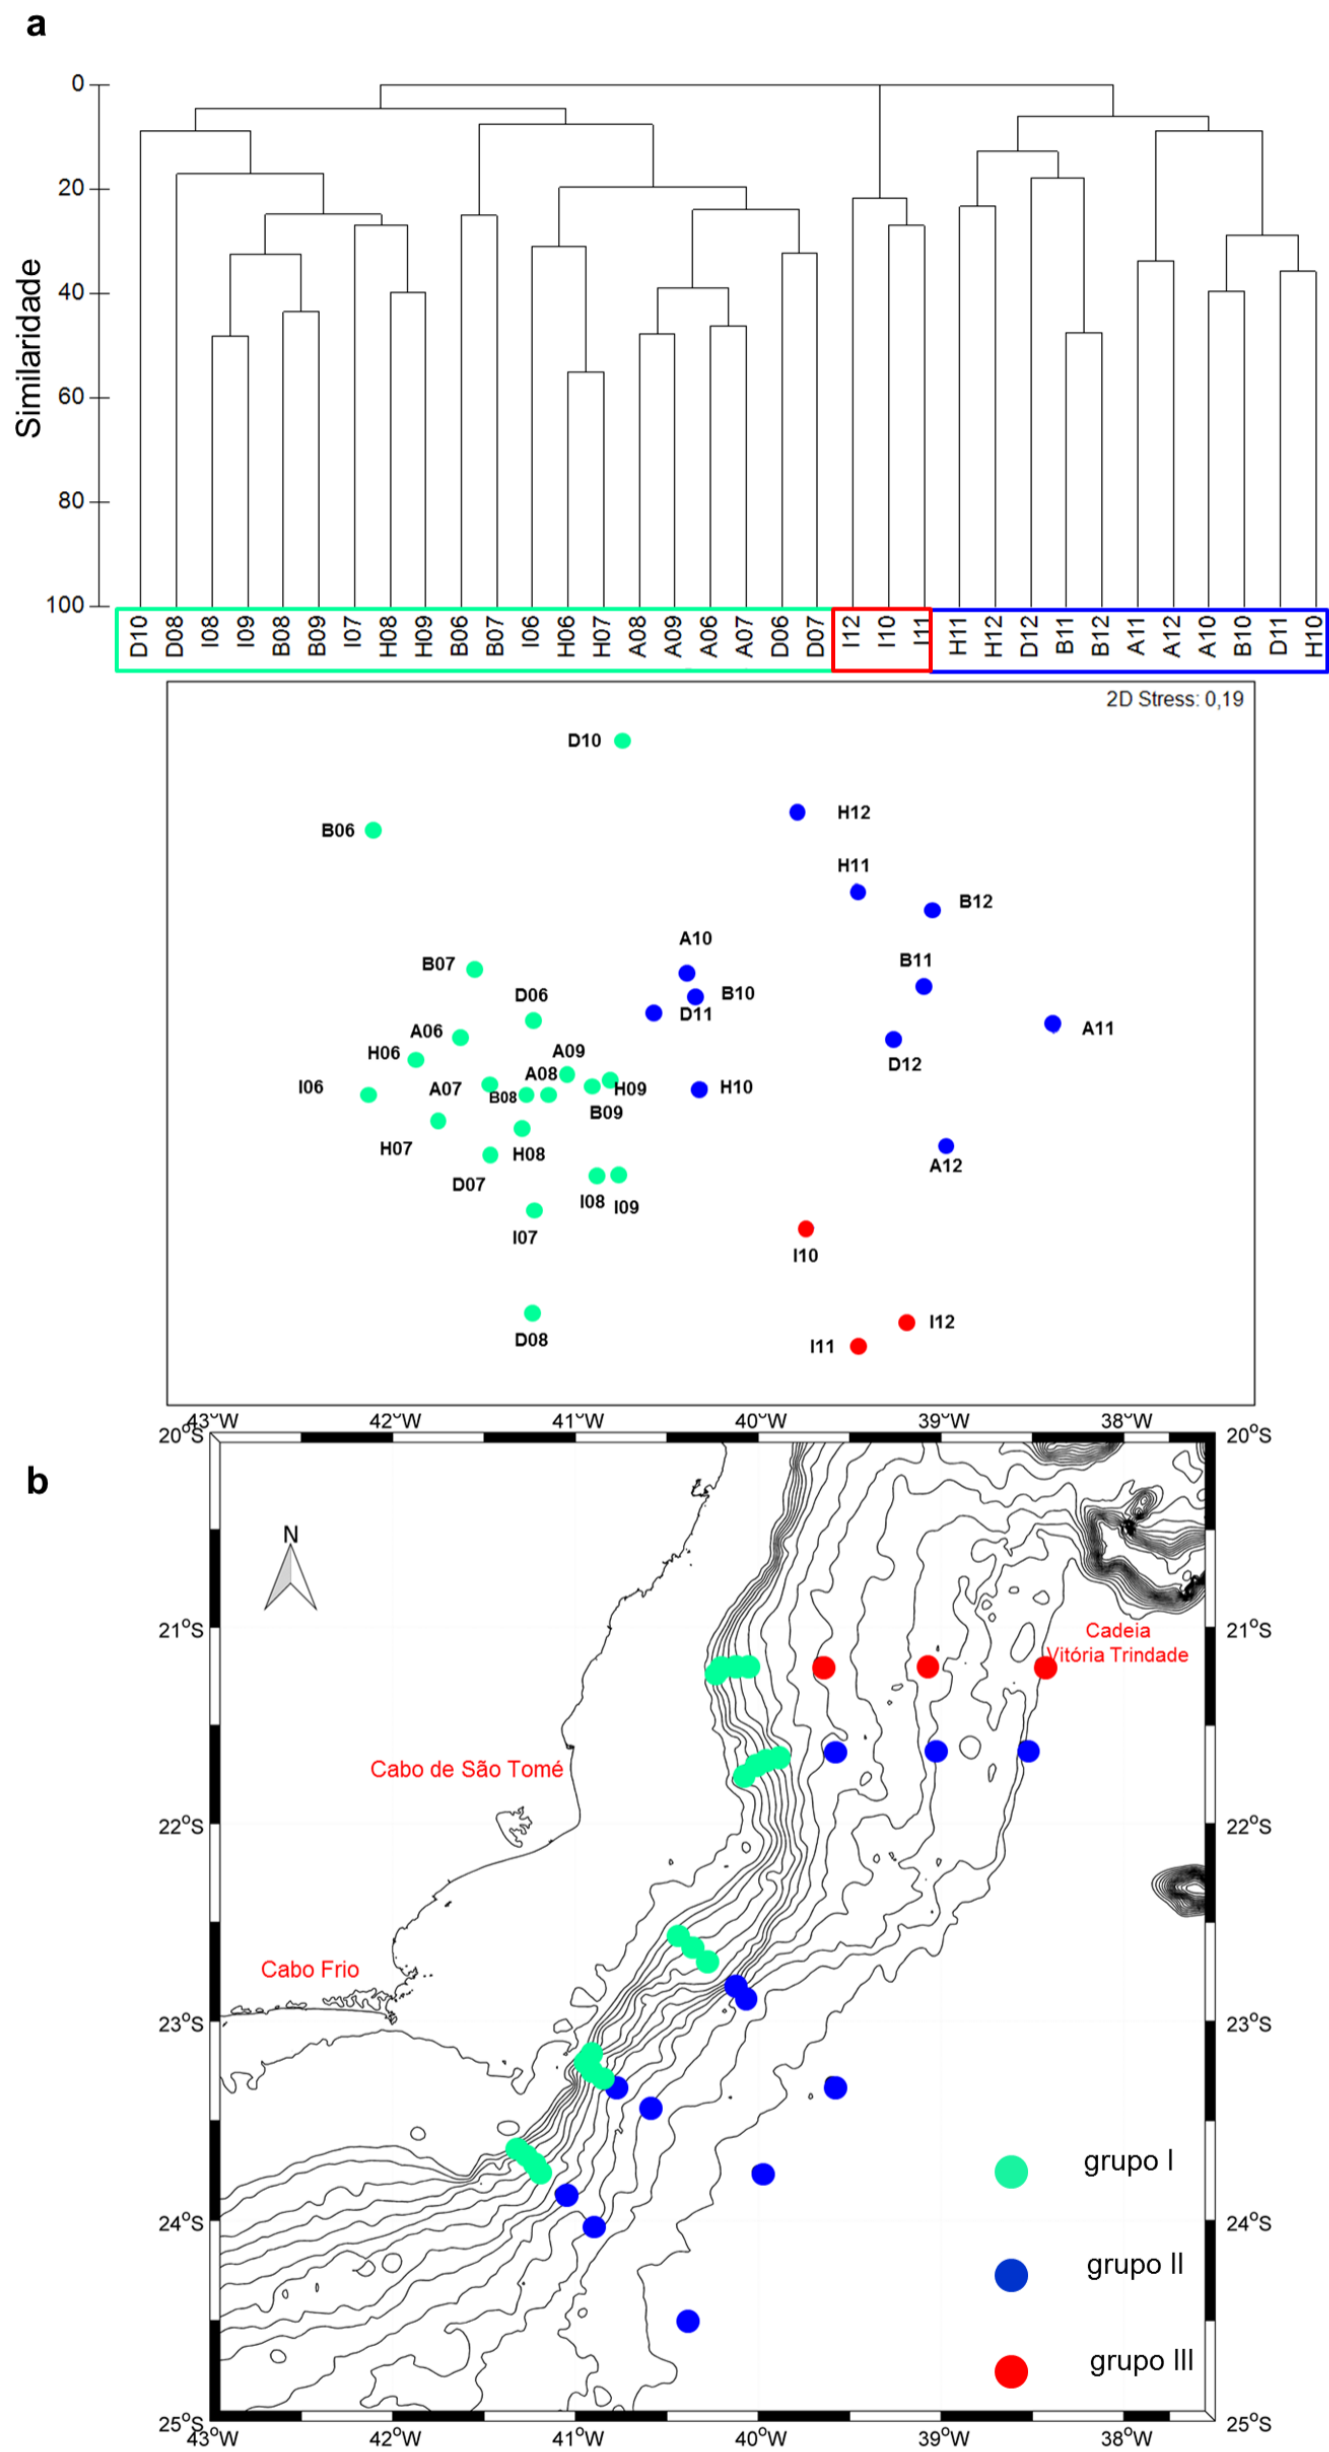 a
0
20
40
60
80
100
Similaridade
D10 D08 I08 I09 B08 B09 I07 H08 H09 B06 B07 I06 H06 H07 A08 A09 A06 A07 D06 D07 I12 I10 I11 H11 H12 D12 B11 B12 A11 A12 A10 B10 D11 H10
2D Stress: 0,19
D10
H12
B06
H11
B12
A10
B07
B11
B10
D06
D11
A06
A11
H06
A09
D12
A08
I06
A07
H09
H10
B08
B09
H07
H08
A12
D07
I08
I09
I07
I10
I12
D08
I11
43°W 42°W 41°W 40°W 39°W 38°W
20°S 20°S
b
N
21°S 21°S
Cadeia
Vitória Trindade
Cabo de São Tomé
22°S 22°S
Cabo Frio
23°S 23°S
grupo I
24°S 24°S
grupo II
grupo III
25°S 25°S
43°W 42°W 41°W 40°W 39°W 38°W